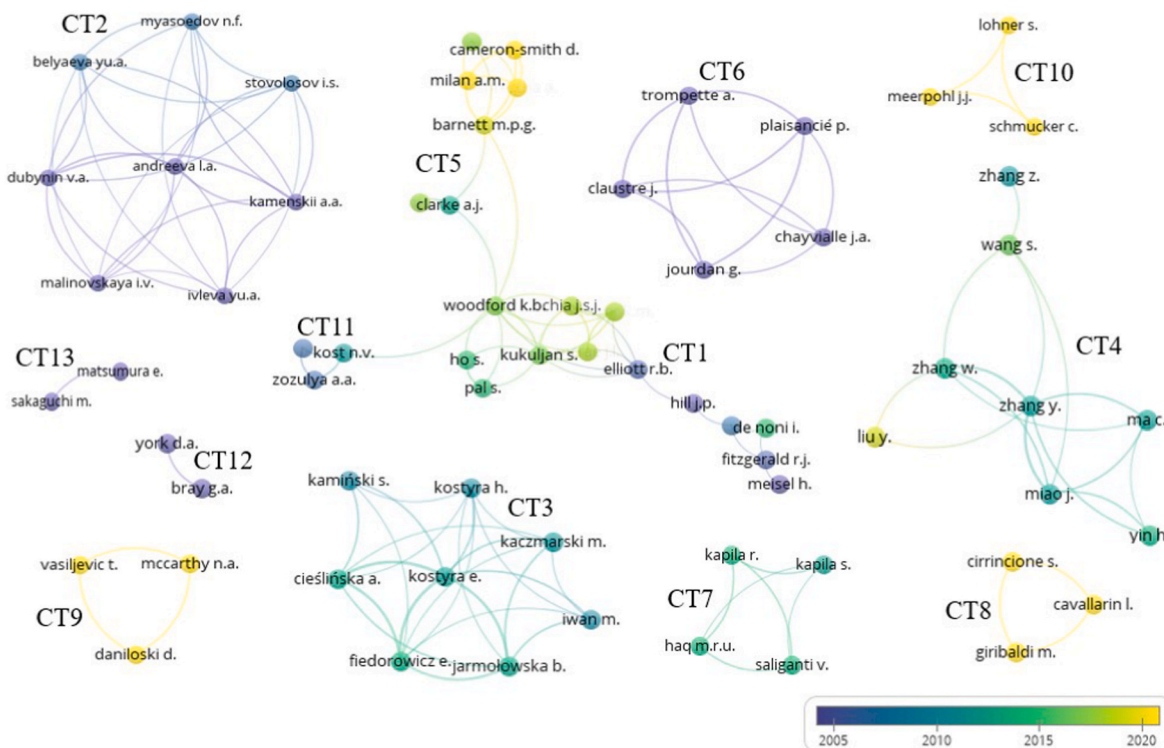 CT2
myasoedov n.f.
belyaeva yu.a.
stovolosov i.s.
andreeva l.a.
dubynin v.a.
kamenskii a.a.
malinovskaya i.v.
ivleva yu.a.
cameron-smith d.
milan a.m.
barnett m.p.g.
CT5
clarke a.j.
CT6
trompette a.
plaisancié p.
claustre j.
chayvialle j.a.
jourdan g.
lohner s.
CT10
meerpohl j.j.
schmucker c.
zhang z.
wang s.
CT4
zhang w.
zhang y.
ma c.
liu y.
miao j.
yin h.
woodford k.b.
chia j.s.j.
CT11
kost n.v.
zozulya a.a.
ho s.
kukuljan s.
pal s.
elliott r.b.
CT1
hill j.p.
de noni i.
fitzgerald r.j.
meisel h.
CT13
matsumura e.
sakaguchi m.
york d.a.
CT12
bray g.a.
kamiński s.
kostyra h.
CT3
kaczmarski m.
cieślińska a.
kostyra e.
iwan m.
fiedorowicz e.
jarmołowska b.
vasiljevic t.
mccarthy n.a.
CT9
daniloski d.
kapila r.
kapila s.
CT7
haq m.r.u.
saliganti v.
cirrincione s.
cavallarin l.
CT8
giribaldi m.
2005
2010
2015
2020